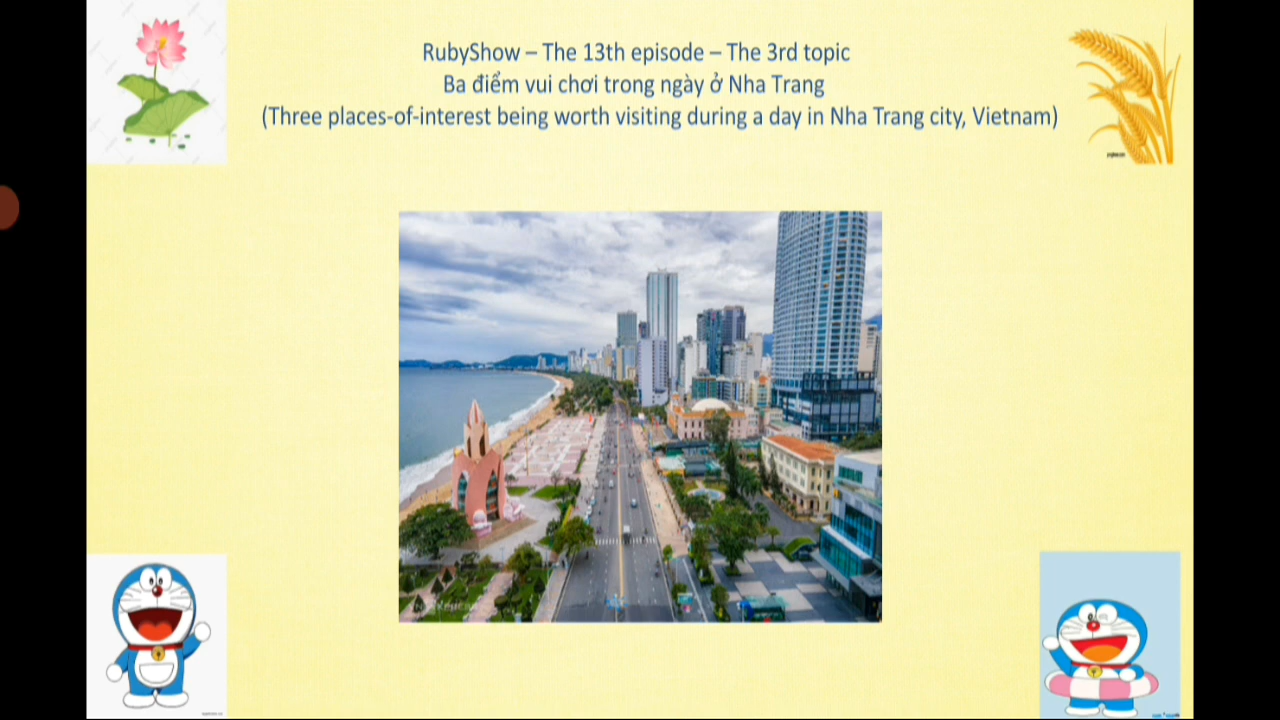 RubyShow – The 13th episode – The 3rd topic
Ba điểm vui chơi trong ngày ở Nha Trang
(Three places-of-interest being worth visiting during a day in Nha Trang city, Vietnam)